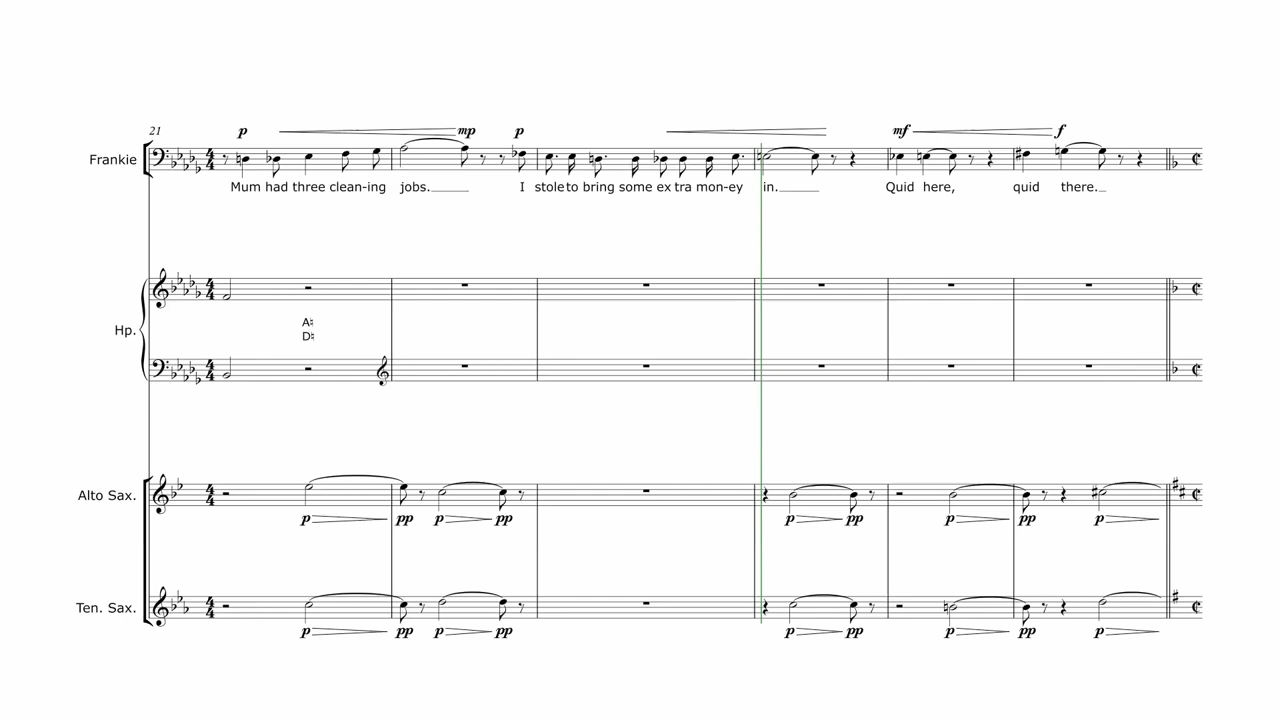 21 p mp p mf f
Frankie
Mum had three clean-ing jobs. I stole to bring some ex tra mon-ey in. Quid here, quid there.
Hp.
A♮
D♮
Alto Sax.
p pp p pp p pp p pp p
Ten. Sax.
p pp p pp p pp p pp p